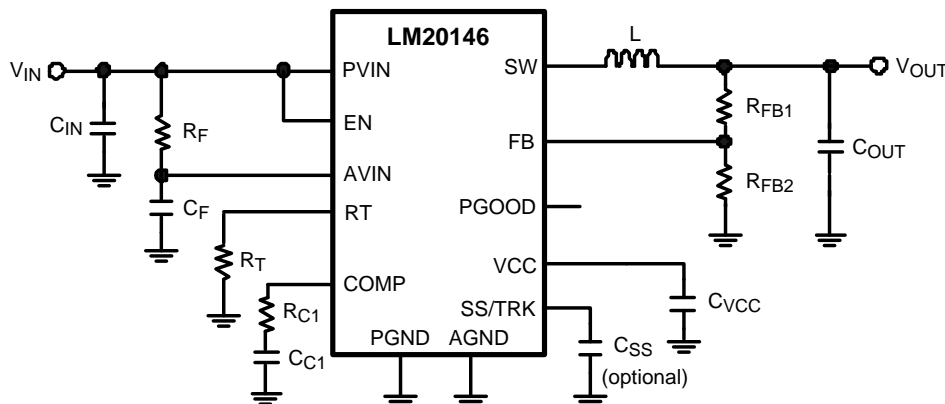 LM20146
L
VIN
PVIN
SW
VOUT
CIN
RF
EN
RFB1
FB
COUT
AVIN
RFB2
CF
RT
PGOOD
RT
VCC
COMP
RC1
SS/TRK
CVCC
PGND
AGND
CC1
CSS
(optional)